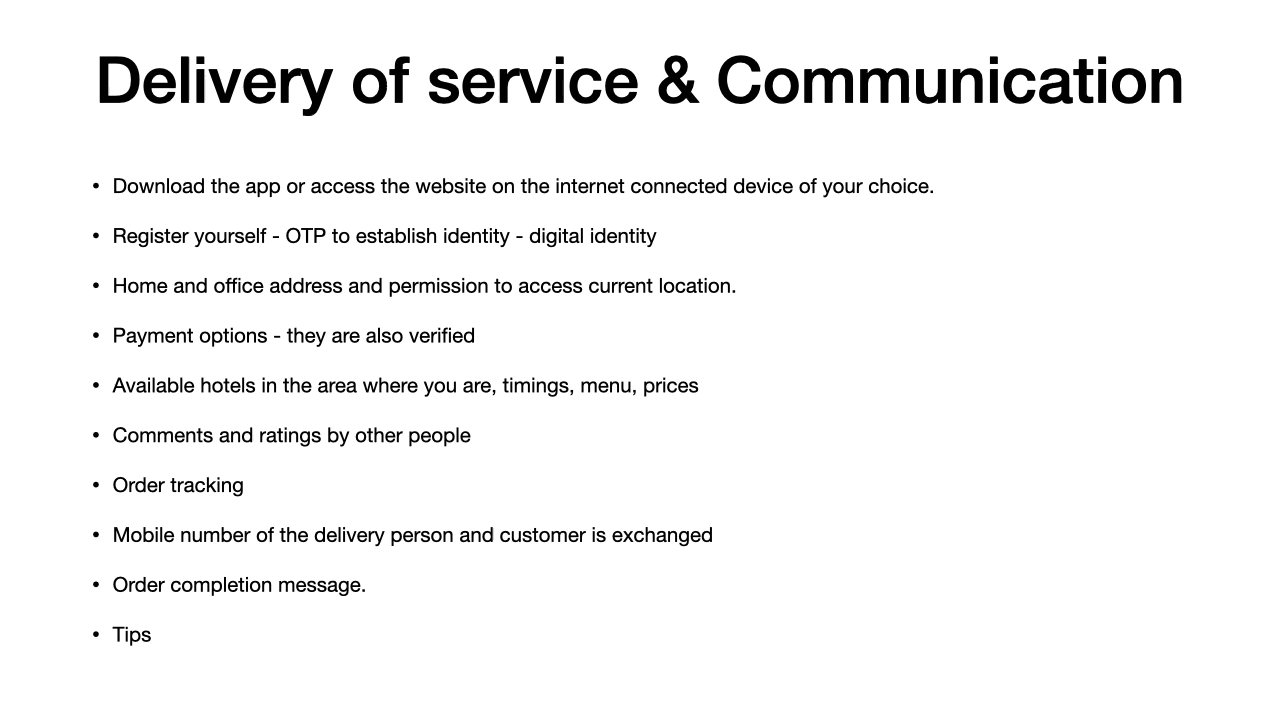 Delivery of service & Communication
• Download the app or access the website on the internet connected device of your choice.
• Register yourself - OTP to establish identity - digital identity
• Home and office address and permission to access current location.
• Payment options - they are also verified
• Available hotels in the area where you are, timings, menu, prices
• Comments and ratings by other people
• Order tracking
• Mobile number of the delivery person and customer is exchanged
• Order completion message.
• Tips